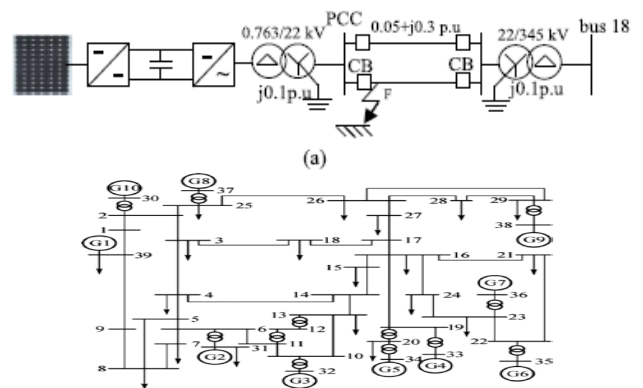 PCC
bus 18
0.763/22 kV
0.05+j0.3 p.u
22/345 kV
CB
CB
j0.1p.u
F
j0.1p.u
(a)
G10
30
G8
37
25
26
28
29
2
27
38
1
G1
G9
39
3
18
17
16
21
15
G7
4
14
24
36
5
13
23
9
6
12
19
22
7
11
20
G2
31
10
34
33
35
8
32
G3
G5
G4
G6